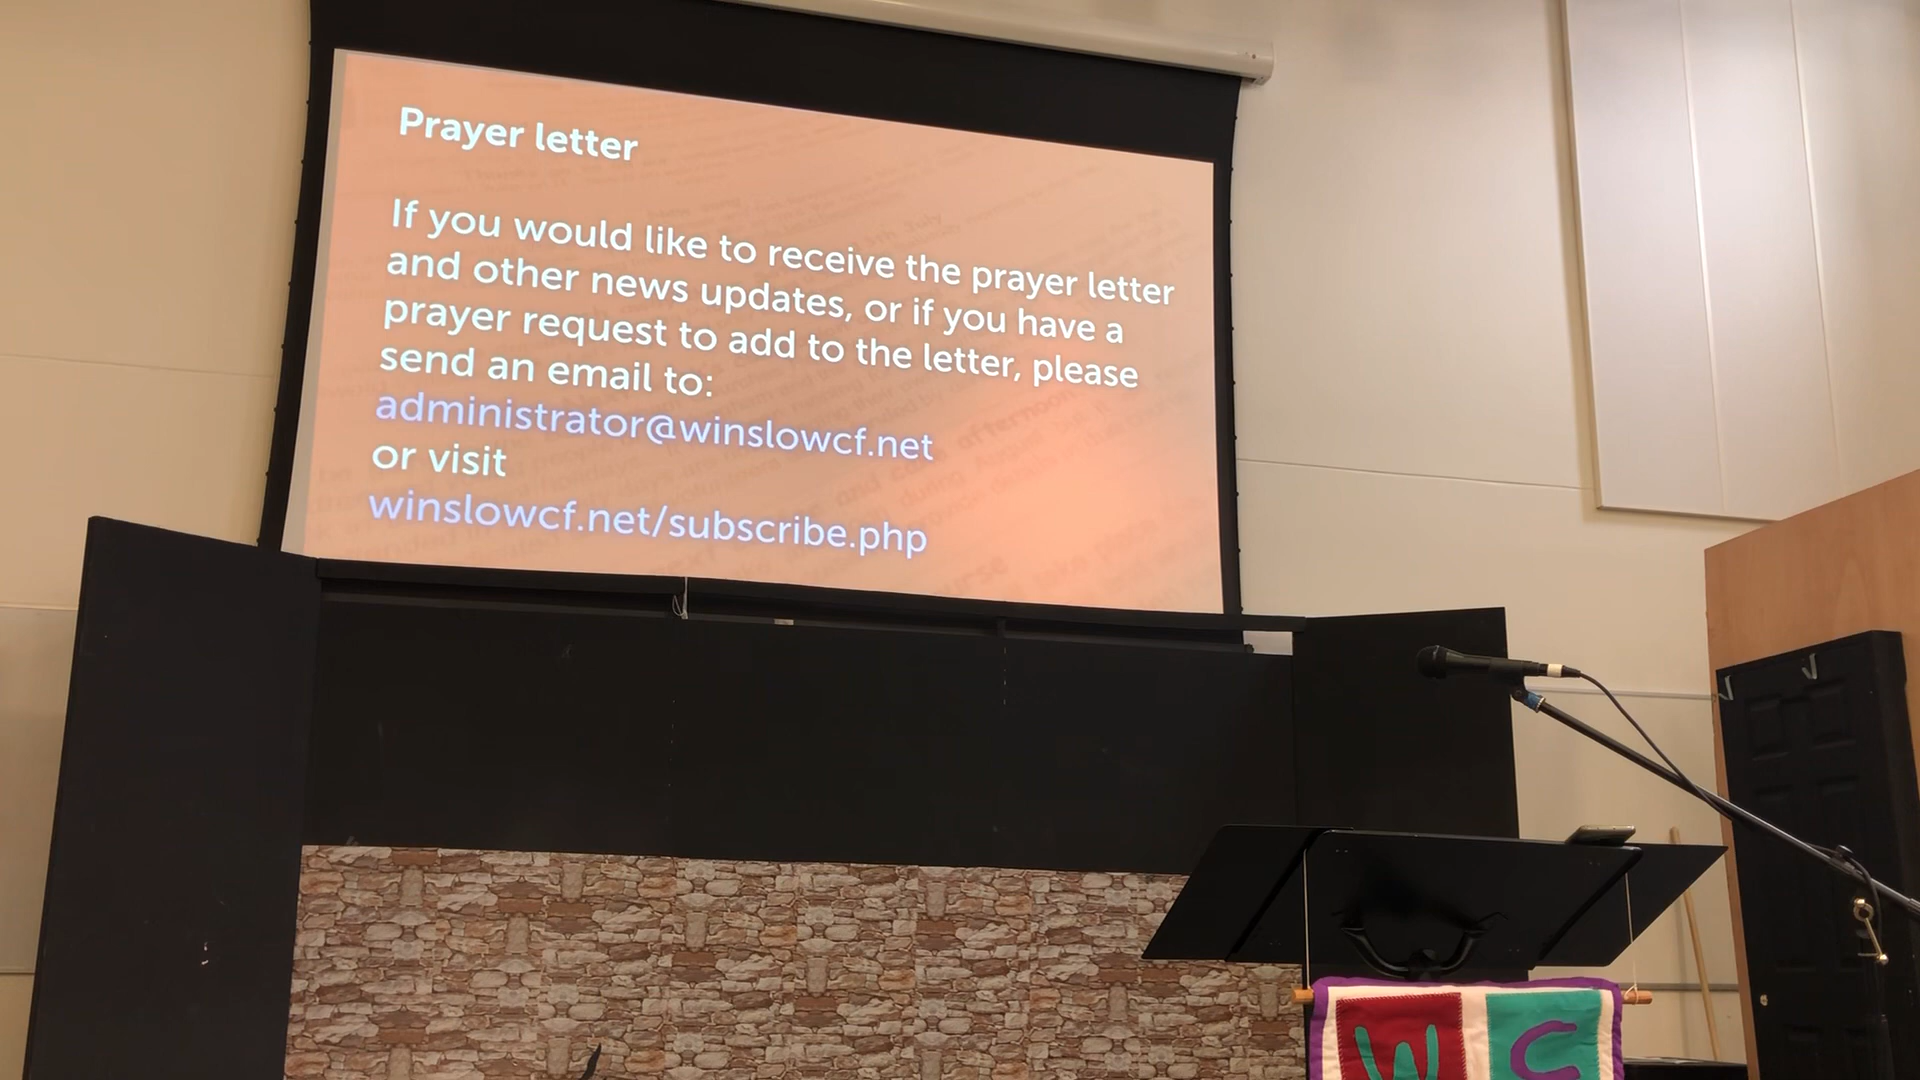 Prayer letter
If you would like to receive the prayer letter
and other news updates, or if you have a
prayer request to add to the letter, please
send an email to:
administrator@winslowcf.net
or visit
winslowcf.net/subscribe.php
W C